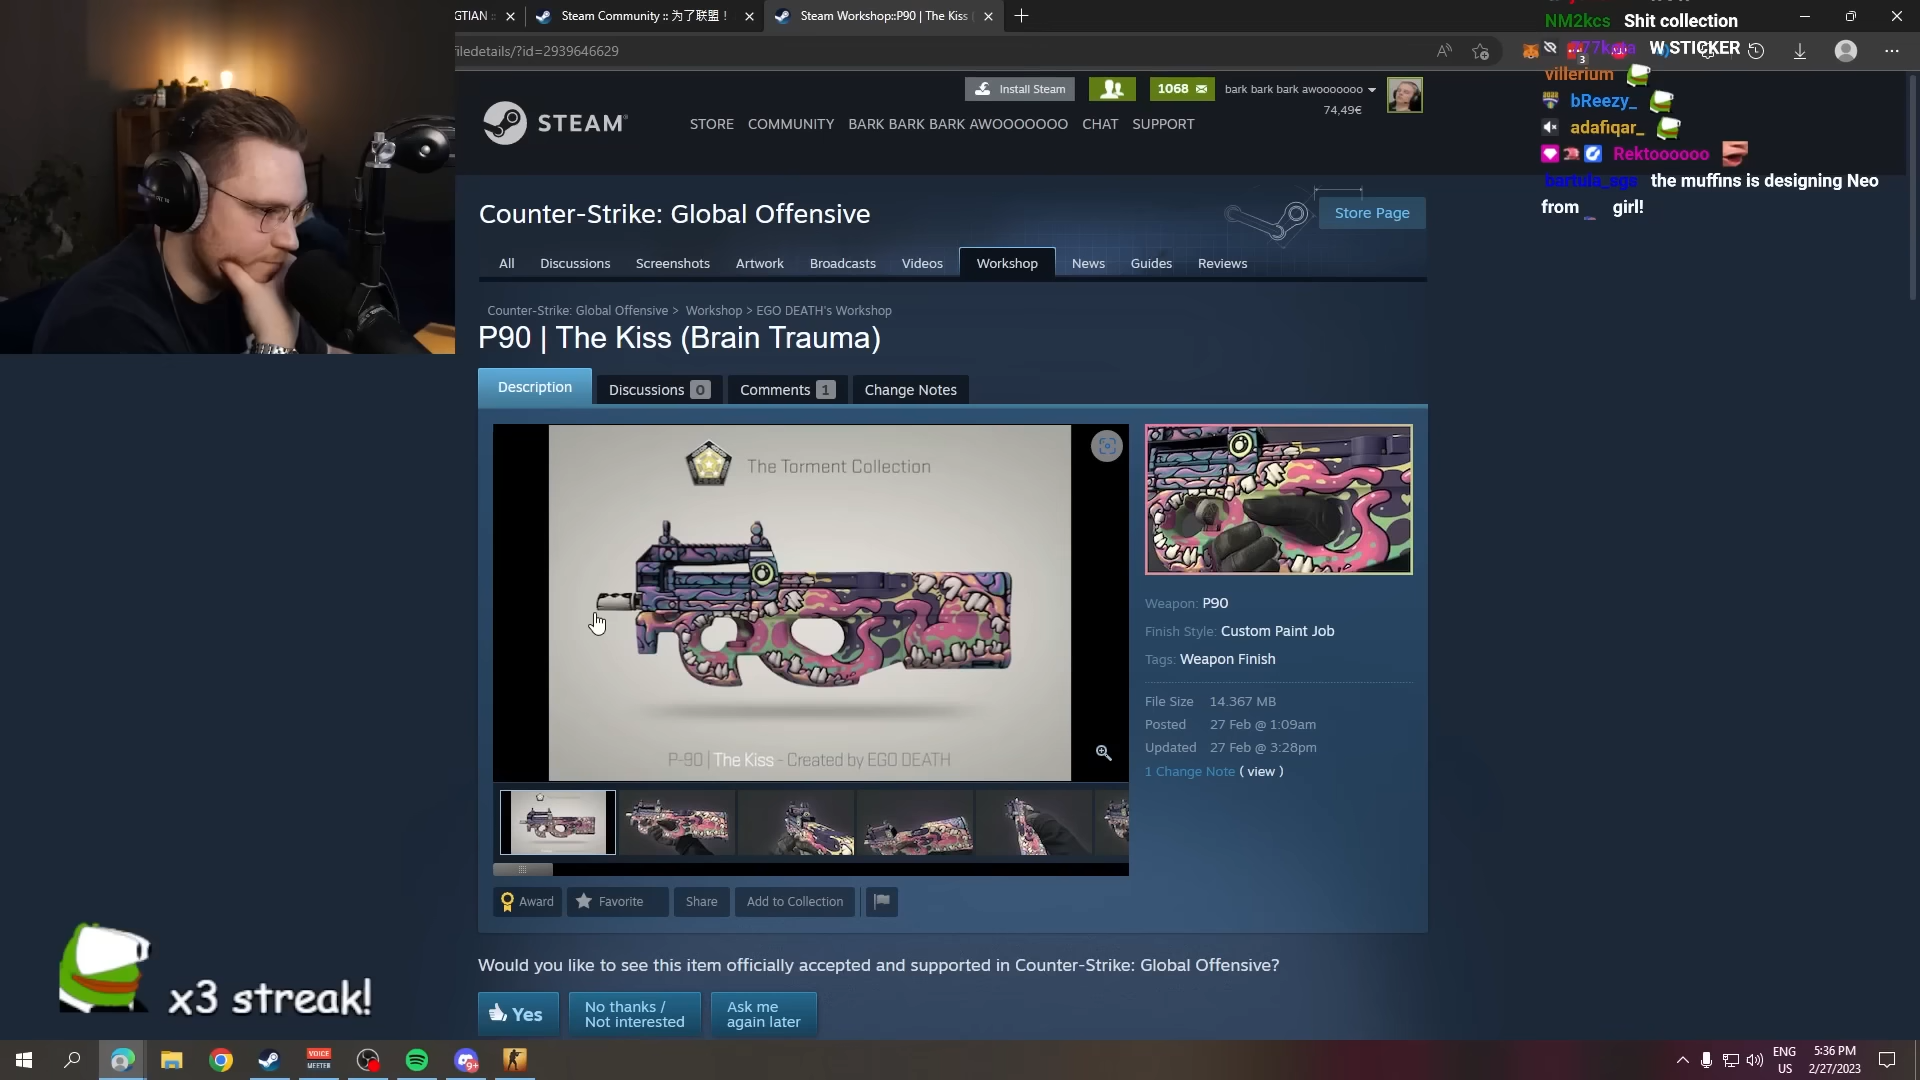 GTIAN ::
Steam Community :: 为了联盟！
Steam Workshop::P90 | The Kiss
iledetails/?id=2939646629
3
NM2kcs Shit collection
W STICKER
villerium
bReezy_
adafiqar_
Rektoooooo
bartula_sgs the muffins is designing Neo
from girl!
Install Steam
1068
bark bark bark awooooooo
74,49€
STEAM
STORE COMMUNITY BARK BARK BARK AWOOOOOOO CHAT SUPPORT
Counter-Strike: Global Offensive
Store Page
All Discussions Screenshots Artwork Broadcasts Videos Workshop News Guides Reviews
Counter-Strike: Global Offensive > Workshop > EGO DEATH's Workshop
P90 | The Kiss (Brain Trauma)
Description Discussions 0 Comments 1 Change Notes
The Torment Collection
P-90 | The Kiss - Created by EGO DEATH
Weapon: P90
Finish Style: Custom Paint Job
Tags: Weapon Finish
File Size 14.367 MB
Posted 27 Feb @ 1:09am
Updated 27 Feb @ 3:28pm
1 Change Note ( view )
Award Favorite Share Add to Collection
Would you like to see this item officially accepted and supported in Counter-Strike: Global Offensive?
Yes
No thanks /
Not interested
Ask me
again later
x3 streak!
VOICE
MEETER
9+
ENG
US
5:36 PM
2/27/2023